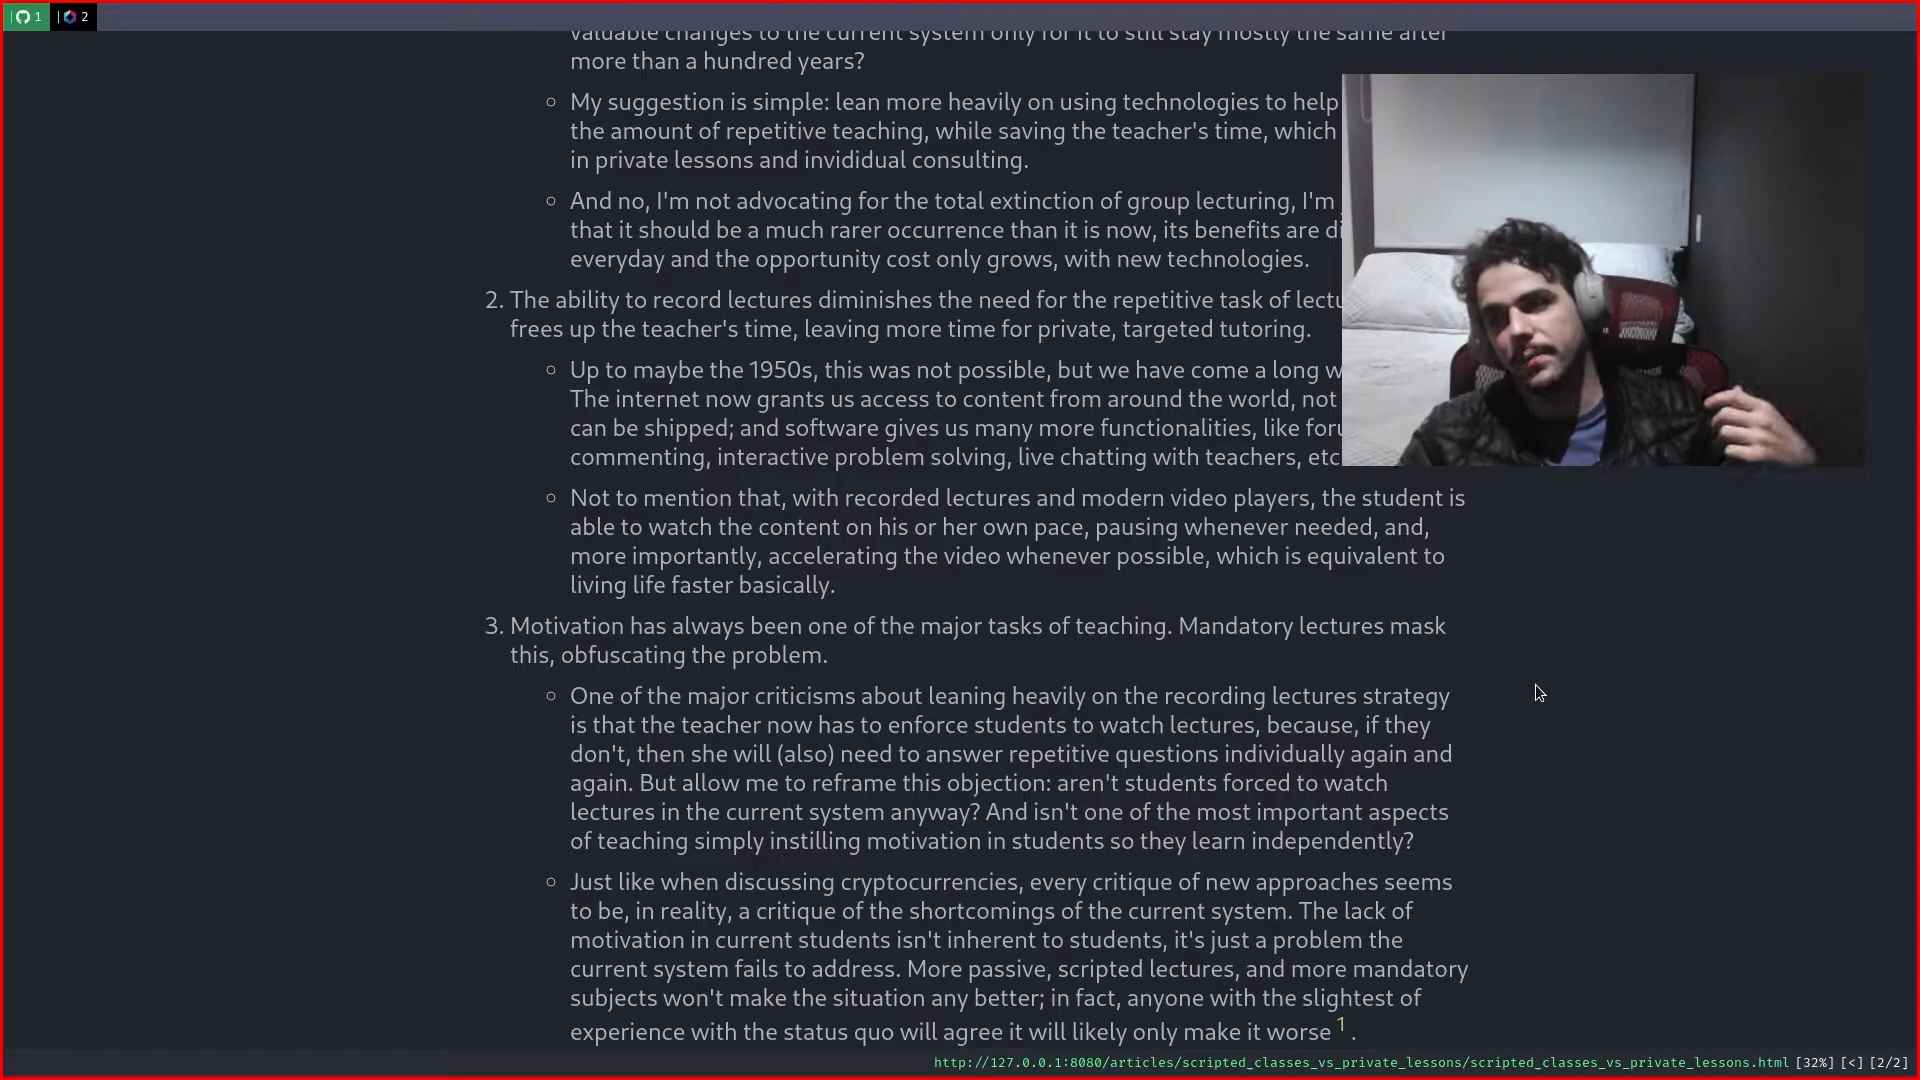 1 2
valuable changes to the current system only for it to still stay mostly the same after
more than a hundred years?
My suggestion is simple: lean more heavily on using technologies to help
the amount of repetitive teaching, while saving the teacher's time, which
in private lessons and invididual consulting.
And no, I'm not advocating for the total extinction of group lecturing, I'm
that it should be a much rarer occurrence than it is now, its benefits are
everyday and the opportunity cost only grows, with new technologies.
2. The ability to record lectures diminishes the need for the repetitive task of
frees up the teacher's time, leaving more time for private, targeted tutoring.
Up to maybe the 1950s, this was not possible, but we have come a long
The internet now grants us access to content from around the world, not
can be shipped; and software gives us many more functionalities, like
commenting, interactive problem solving, live chatting with teachers, etc
Not to mention that, with recorded lectures and modern video players, the student is
able to watch the content on his or her own pace, pausing whenever needed, and,
more importantly, accelerating the video whenever possible, which is equivalent to
living life faster basically.
3. Motivation has always been one of the major tasks of teaching. Mandatory lectures mask
this, obfuscating the problem.
One of the major criticisms about leaning heavily on the recording lectures strategy
is that the teacher now has to enforce students to watch lectures, because, if they
don't, then she will (also) need to answer repetitive questions individually again and
again. But allow me to reframe this objection: aren't students forced to watch
lectures in the current system anyway? And isn't one of the most important aspects
of teaching simply instilling motivation in students so they learn independently?
Just like when discussing cryptocurrencies, every critique of new approaches seems
to be, in reality, a critique of the shortcomings of the current system. The lack of
motivation in current students isn't inherent to students, it's just a problem the
current system fails to address. More passive, scripted lectures, and more mandatory
subjects won't make the situation any better; in fact, anyone with the slightest of
experience with the status quo will agree it will likely only make it worse 1 .
http://127.0.0.1:8080/articles/scripted_classes_vs_private_lessons/scripted_classes_vs_private_lessons.html [32%] [<] [2/2]